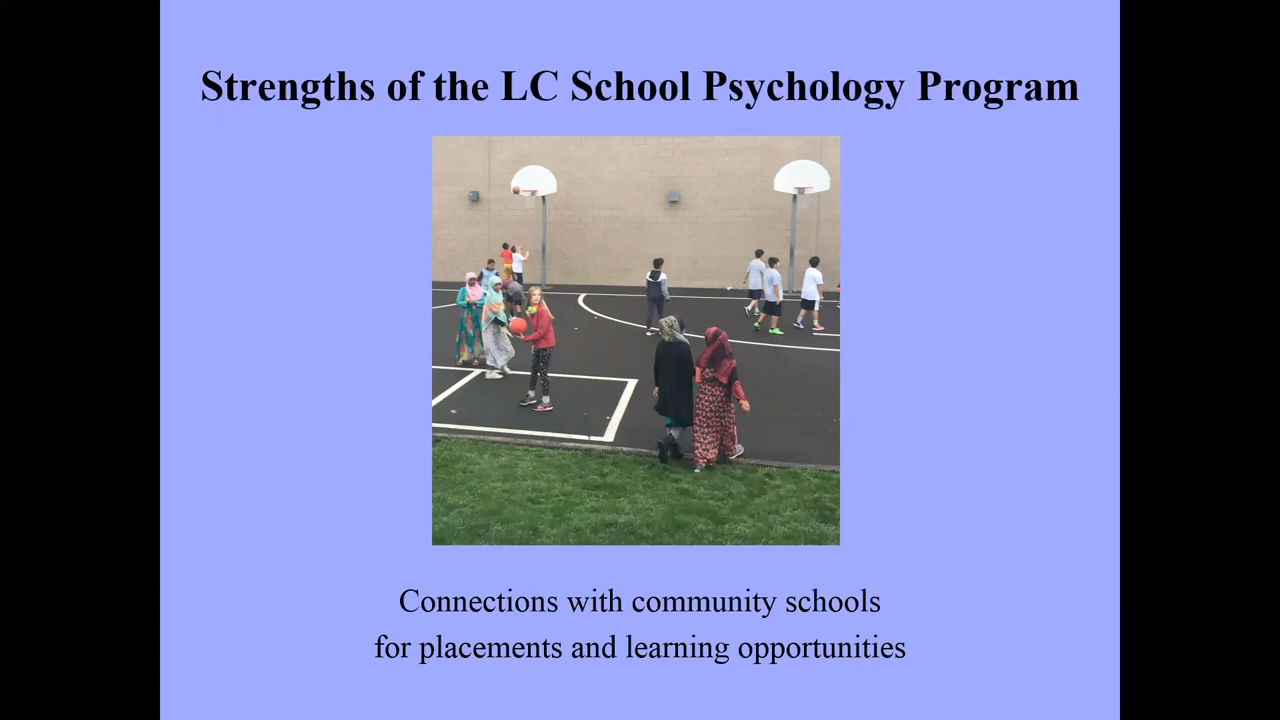 Strengths of the LC School Psychology Program
Connections with community schools
for placements and learning opportunities